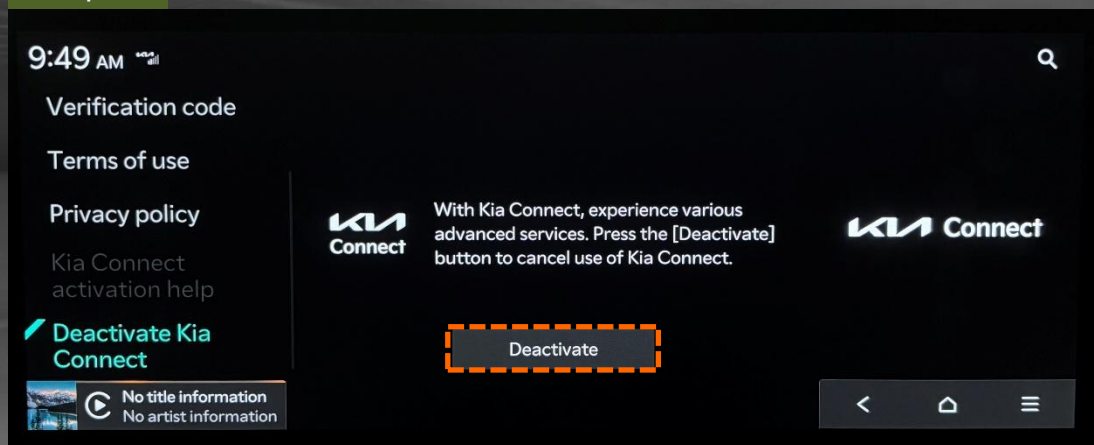 9:49 AM
Verification code
Terms of use
Privacy policy
Kia Connect
activation help
Deactivate Kia
Connect
KIA
Connect
With Kia Connect, experience various
advanced services. Press the [Deactivate]
button to cancel use of Kia Connect.
Deactivate
KIA Connect
No title information
No artist information